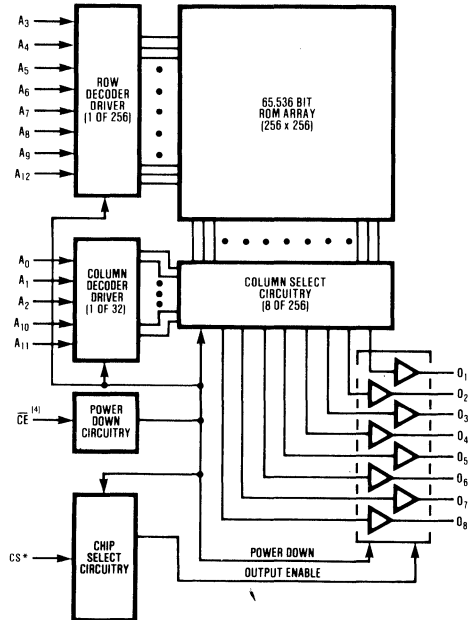 A3
A4
A5
A6
A7
A8
A9
A12
ROW
DECODER
DRIVER
(1 OF 256)
65,536 BIT
ROM ARRAY
(256 x 256)
A0
A1
A2
A10
A11
COLUMN
DECODER
DRIVER
(1 OF 32)
COLUMN SELECT
CIRCUITRY
(8 OF 256)
O1
O2
O3
O4
O5
O6
O7
O8
CE [4]
POWER
DOWN
CIRCUITRY
CS*
CHIP
SELECT
CIRCUITRY
POWER DOWN
OUTPUT ENABLE